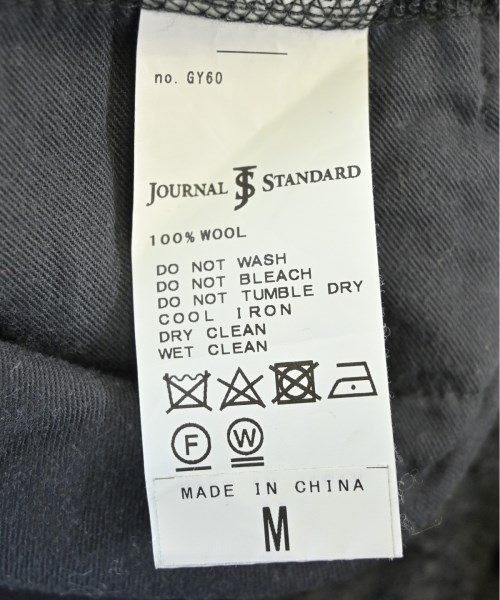 no. GY60
JOURNAL JS STANDARD
100% WOOL
DO NOT WASH
DO NOT BLEACH
DO NOT TUMBLE DRY
COOL IRON
DRY CLEAN
WET CLEAN
F W
MADE IN CHINA
M